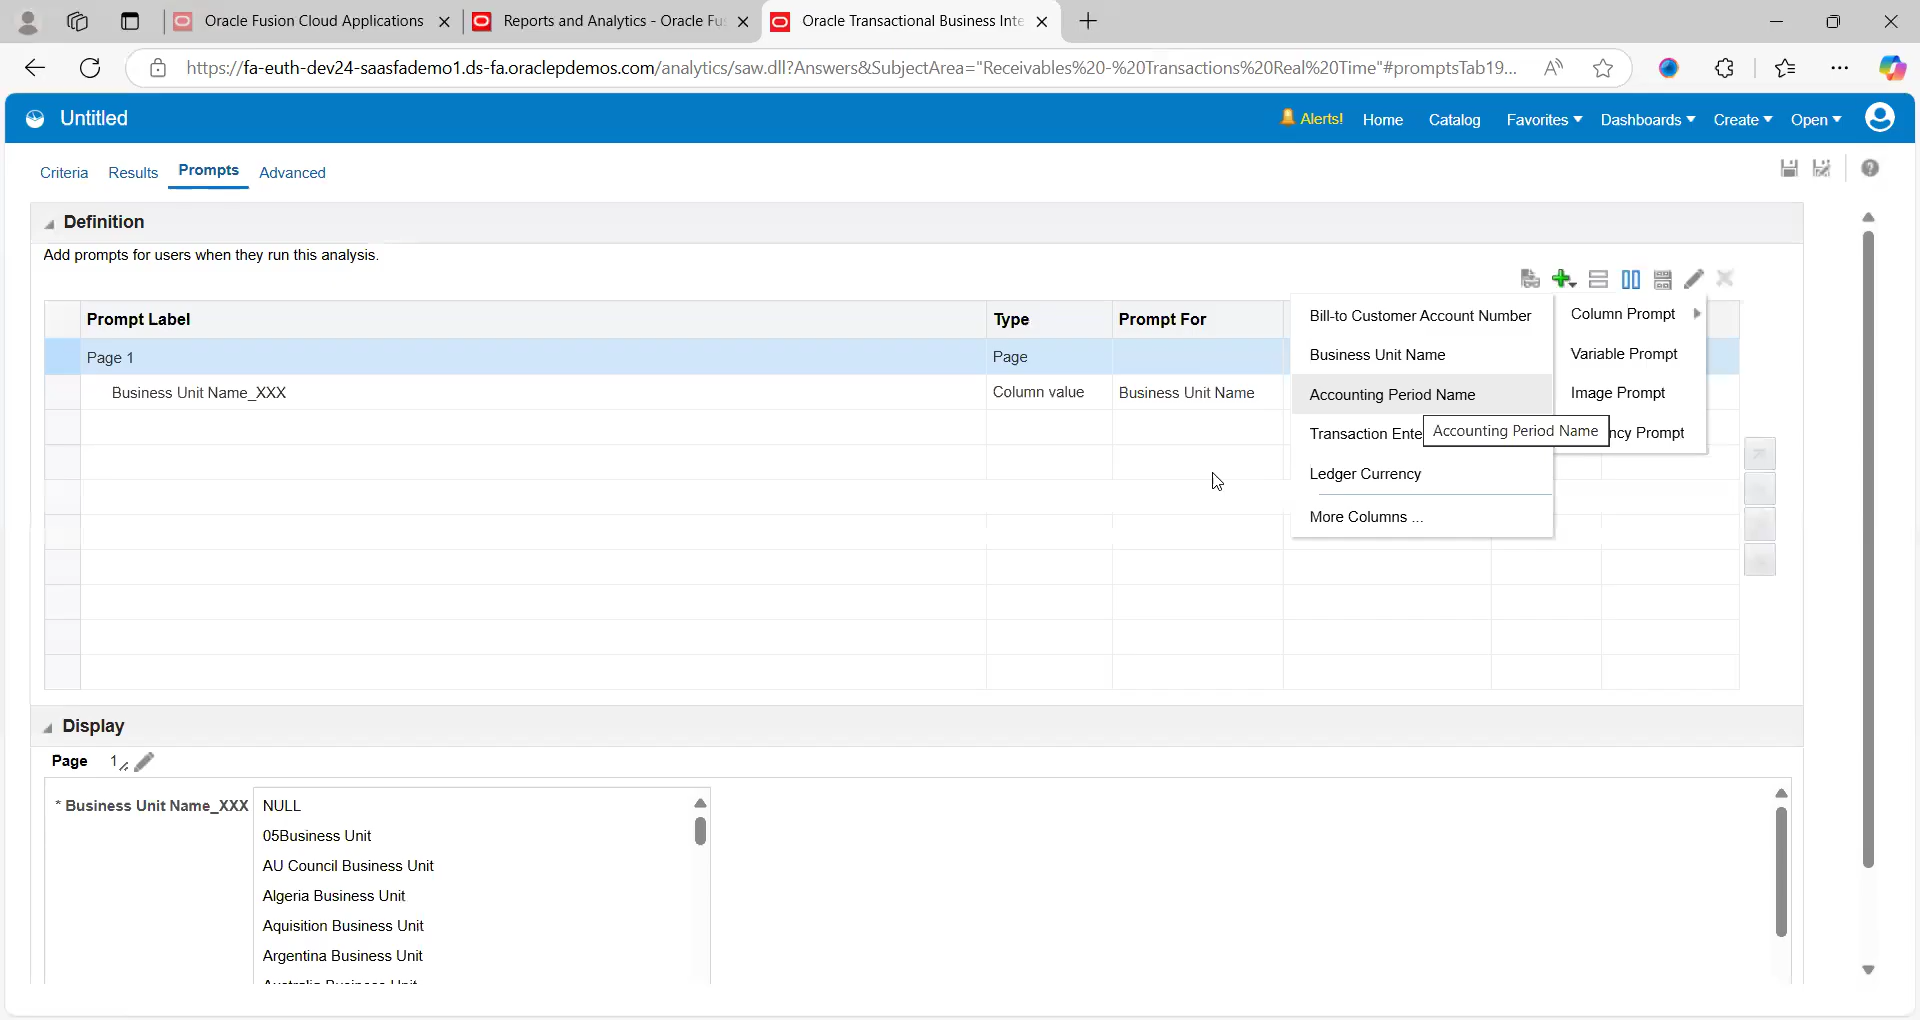 Oracle Fusion Cloud Applications
Reports and Analytics - Oracle Fu
Oracle Transactional Business Inte
https://fa-euth-dev24-saasfademo1.ds-fa.oraclepdemos.com/analytics/saw.dll?Answers&SubjectArea="Receivables%20-%20Transactions%20Real%20Time"#promptsTab19...
Untitled
Alerts! Home Catalog Favorites Dashboards Create Open
Criteria Results Prompts Advanced
Definition
Add prompts for users when they run this analysis.
Prompt Label Type Prompt For
Page 1 Page
Business Unit Name_XXX Column value Business Unit Name
Bill-to Customer Account Number
Business Unit Name
Accounting Period Name
Transaction Ente
Accounting Period Name
Ledger Currency
More Columns ...
Column Prompt
Variable Prompt
Image Prompt
ncy Prompt
Display
Page 1
* Business Unit Name_XXX
NULL
05Business Unit
AU Council Business Unit
Algeria Business Unit
Aquisition Business Unit
Argentina Business Unit